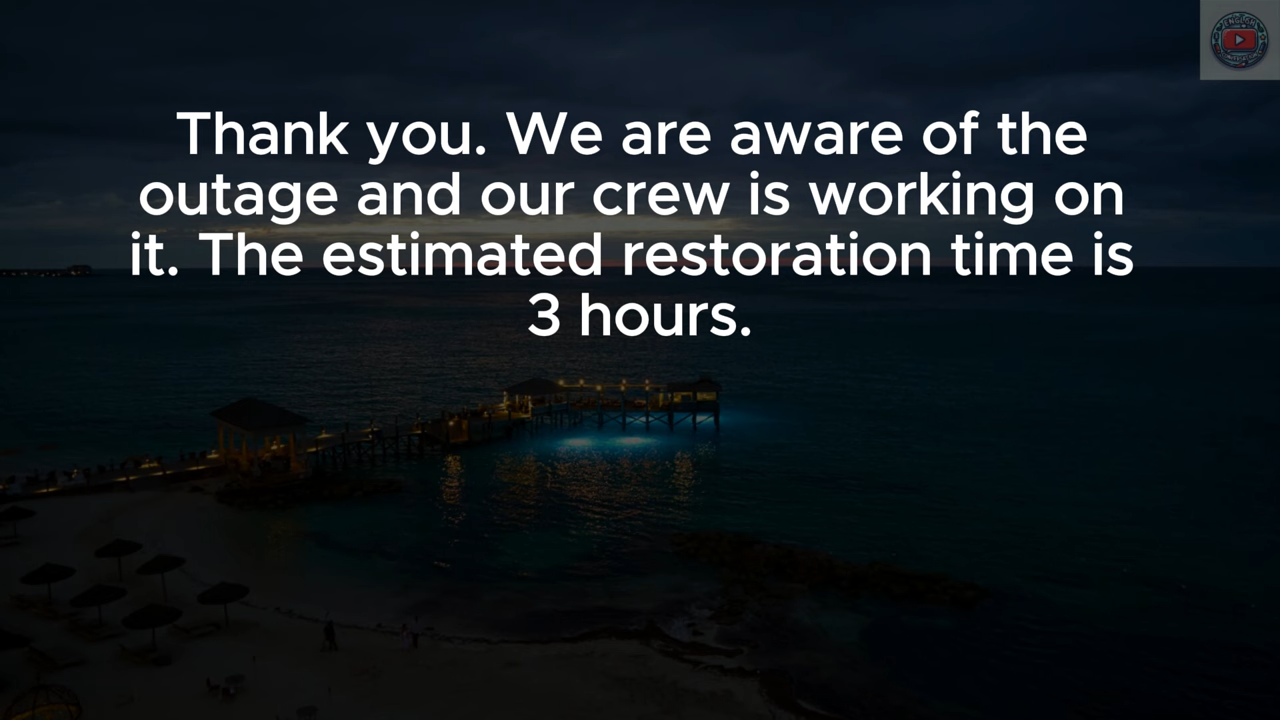 Thank you. We are aware of the
outage and our crew is working on
it. The estimated restoration time is
3 hours.
ENGLISH